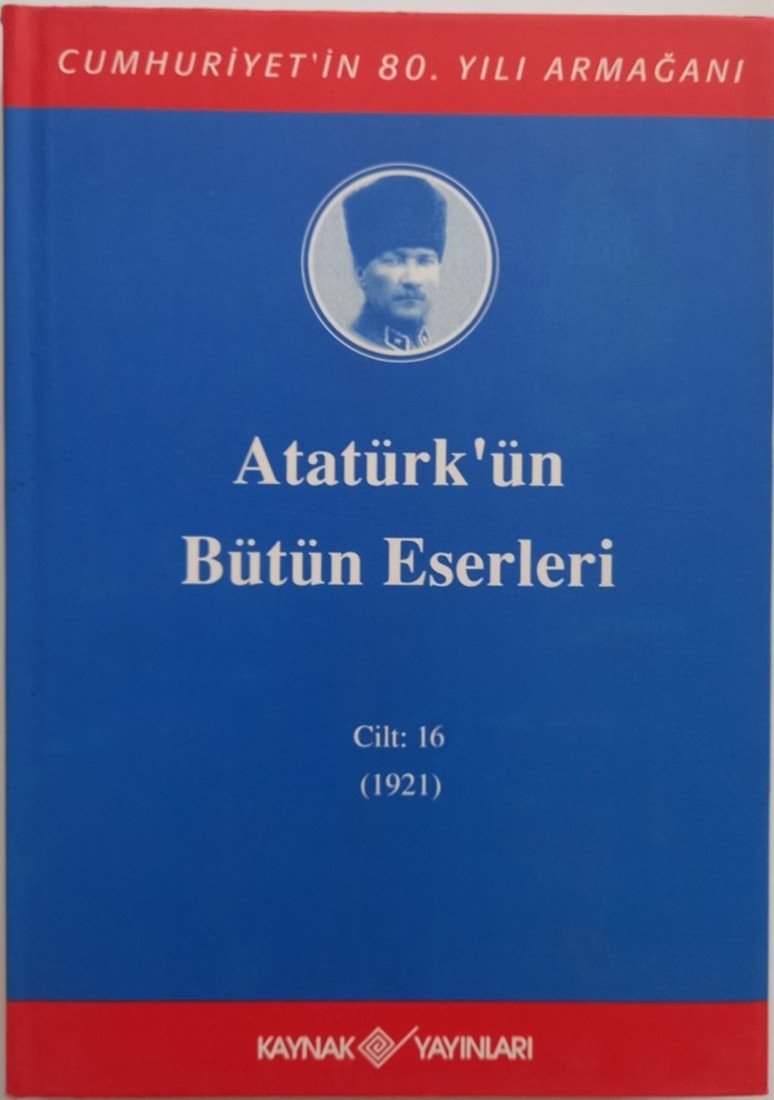 CUMHURİYET'İN 80. YILI ARMAĞANI
Atatürk'ün
Bütün Eserleri
Cilt: 16
(1921)
KAYNAK YAYINLARI